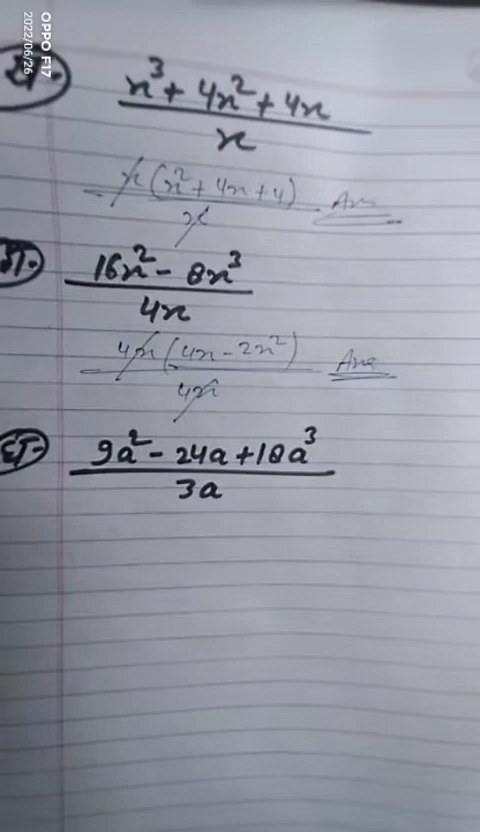 OPPO F17
2022/06/26
x³ + 4x² + 4x
x
x(x² + 4x + 4) Ans
x
16x² - 8x³
4x
4x(4x - 2x²) Ans
4x
9a² - 24a + 18a³
3a